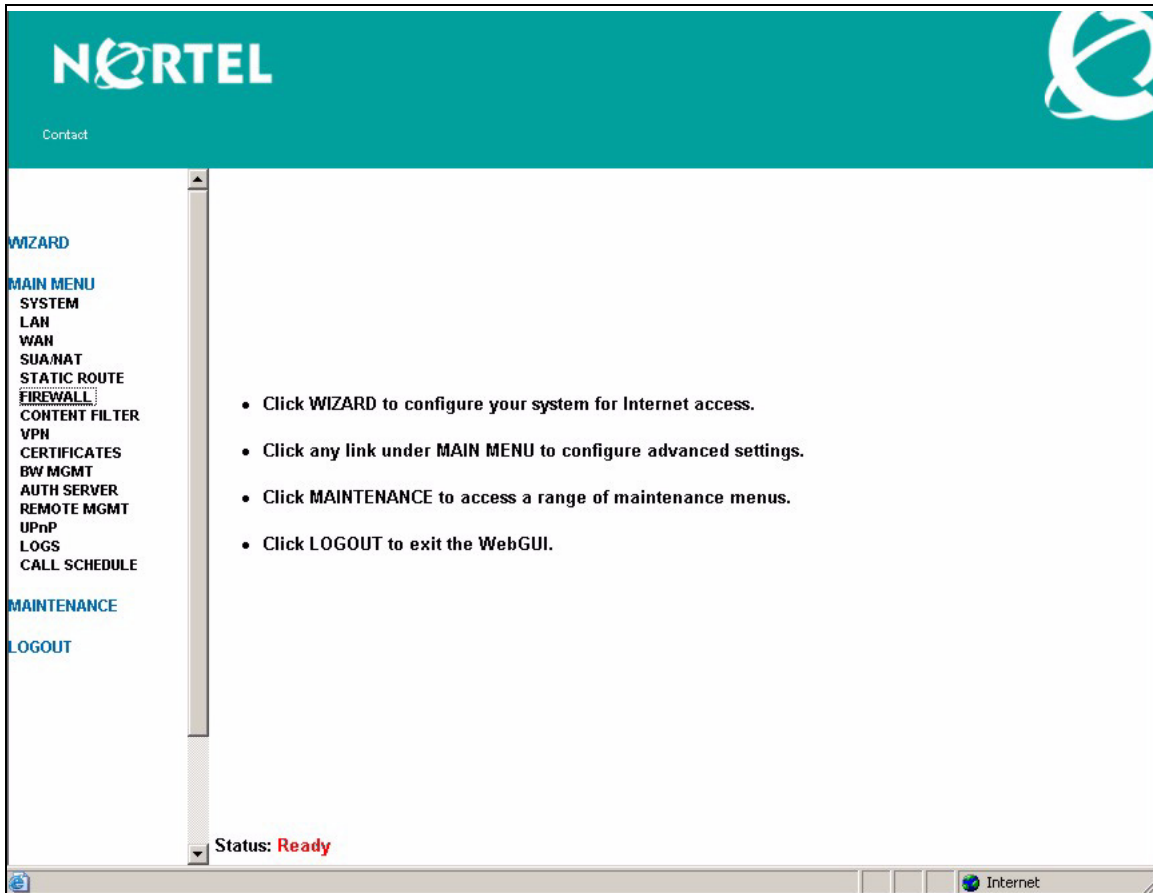 NORTEL
Contact
WIZARD
MAIN MENU
SYSTEM
LAN
WAN
SUA/NAT
STATIC ROUTE
FIREWALL
CONTENT FILTER
VPN
CERTIFICATES
BW MGMT
AUTH SERVER
REMOTE MGMT
UPnP
LOGS
CALL SCHEDULE
MAINTENANCE
LOGOUT
• Click WIZARD to configure your system for Internet access.
• Click any link under MAIN MENU to configure advanced settings.
• Click MAINTENANCE to access a range of maintenance menus.
• Click LOGOUT to exit the WebGUI.
Status: Ready
Internet